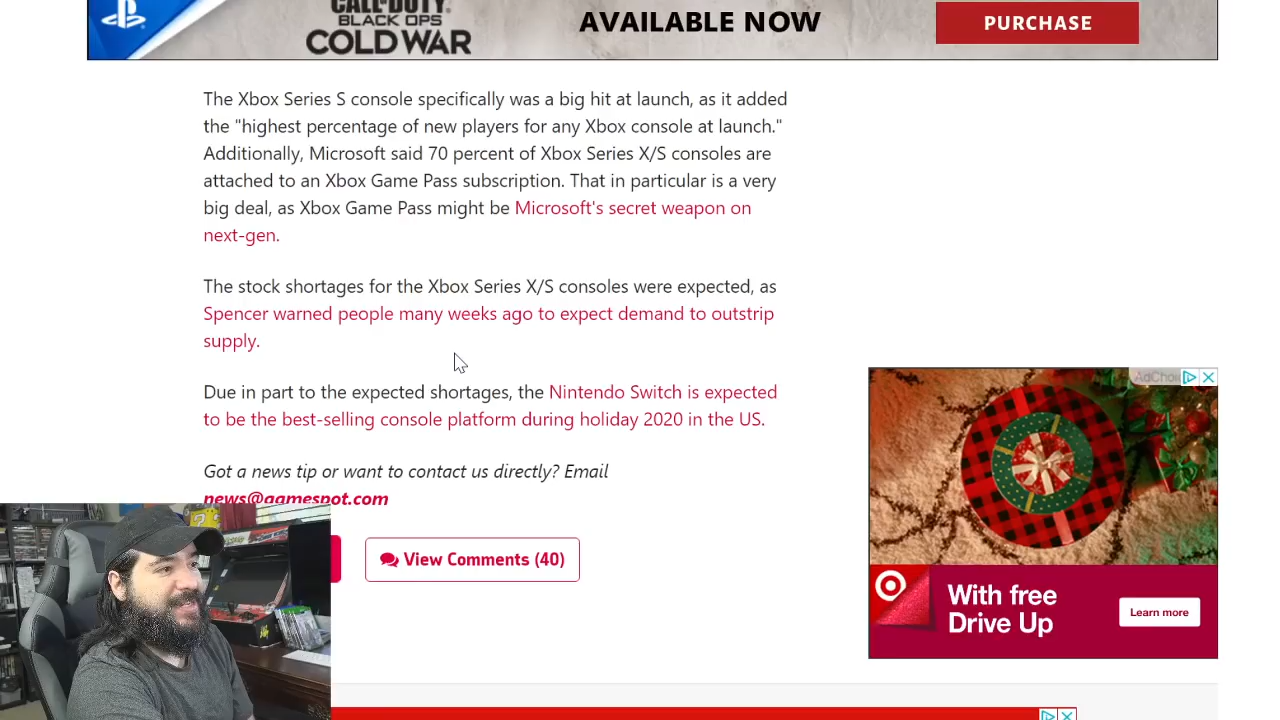 CALL OF DUTY
BLACK OPS
COLD WAR
AVAILABLE NOW
PURCHASE
The Xbox Series S console specifically was a big hit at launch, as it added
the "highest percentage of new players for any Xbox console at launch."
Additionally, Microsoft said 70 percent of Xbox Series X/S consoles are
attached to an Xbox Game Pass subscription. That in particular is a very
big deal, as Xbox Game Pass might be Microsoft's secret weapon on
next-gen.
The stock shortages for the Xbox Series X/S consoles were expected, as
Spencer warned people many weeks ago to expect demand to outstrip
supply.
Due in part to the expected shortages, the Nintendo Switch is expected
to be the best-selling console platform during holiday 2020 in the US.
Got a news tip or want to contact us directly? Email
news@gamespot.com
View Comments (40)
With free
Drive Up
Learn more